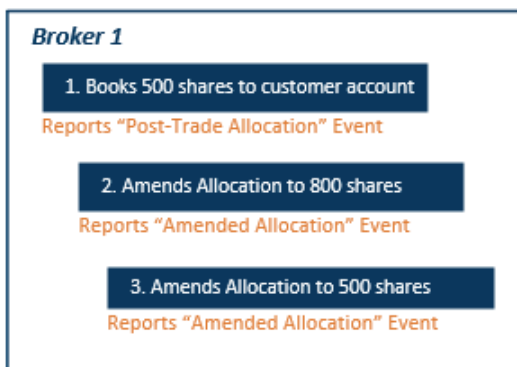 Broker 1
1. Books 500 shares to customer account
Reports “Post-Trade Allocation” Event
2. Amends Allocation to 800 shares
Reports “Amended Allocation” Event
3. Amends Allocation to 500 shares
Reports “Amended Allocation” Event